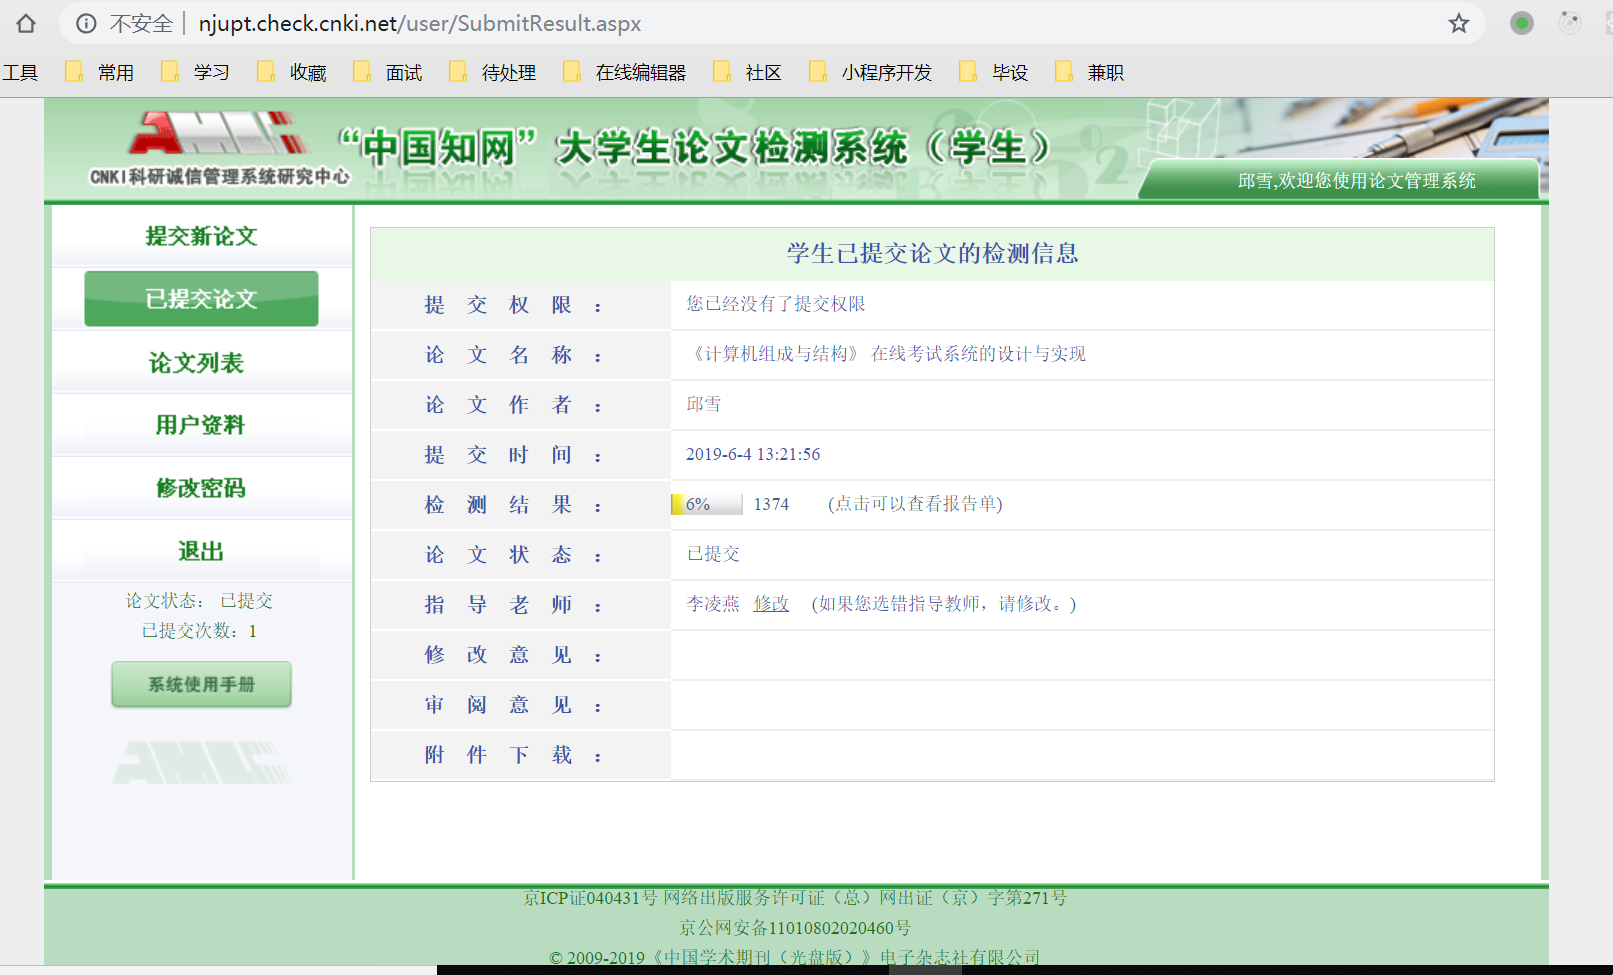 不安全 njupt.check.cnki.net/user/SubmitResult.aspx
工具 常用 学习 收藏 面试 待处理 在线编辑器 社区 小程序开发 毕设 兼职
AMLC
CNKI科研诚信管理系统研究中心
“中国知网”大学生论文检测系统（学生）
邱雪,欢迎您使用论文管理系统
提交新论文
已提交论文
论文列表
用户资料
修改密码
退出
论文状态： 已提交
已提交次数：1
系统使用手册
AMLC
学生已提交论文的检测信息
提交权限： 您已经没有了提交权限
论文名称： 《计算机组成与结构》 在线考试系统的设计与实现
论文作者： 邱雪
提交时间： 2019-6-4 13:21:56
检测结果： 6% 1374 (点击可以查看报告单)
论文状态： 已提交
指导老师： 李凌燕 修改 (如果您选错指导教师，请修改。)
修改意见：
审阅意见：
附件下载：
京ICP证040431号 网络出版服务许可证（总）网出证（京）字第271号
京公网安备11010802020460号
© 2009-2019《中国学术期刊（光盘版）》电子杂志社有限公司